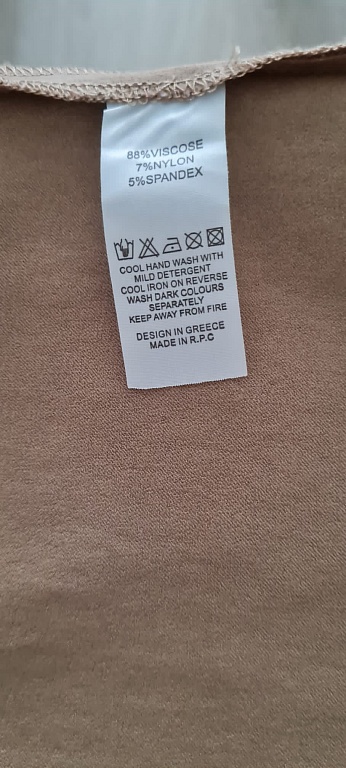 88%VISCOSE
7%NYLON
5%SPANDEX
COOL HAND WASH WITH
MILD DETERGENT
COOL IRON ON REVERSE
WASH DARK COLOURS
SEPARATELY
KEEP AWAY FROM FIRE
DESIGN IN GREECE
MADE IN R.P.C